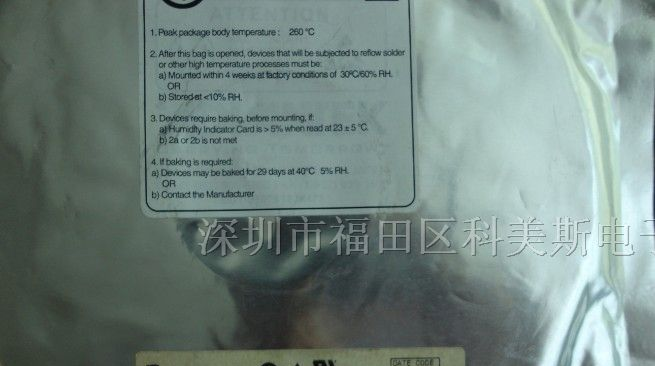 1. Peak package body temperature : 260 °C
2. After this bag is opened, devices that will be subjected to reflow solder
or other high temperature processes must be:
a) Mounted within 4 weeks at factory conditions of 30°C/60% RH.
OR
b) Stored at <10% RH.
3. Devices require baking, before mounting, if:
a) Humidity Indicator Card is > 5% when read at 23 ± 5 °C.
b) 2a or 2b is not met
4. If baking is required:
a) Devices may be baked for 29 days at 40°C 5% RH.
OR
b) Contact the Manufacturer
深圳市福田区科美斯电子
DATE CODE